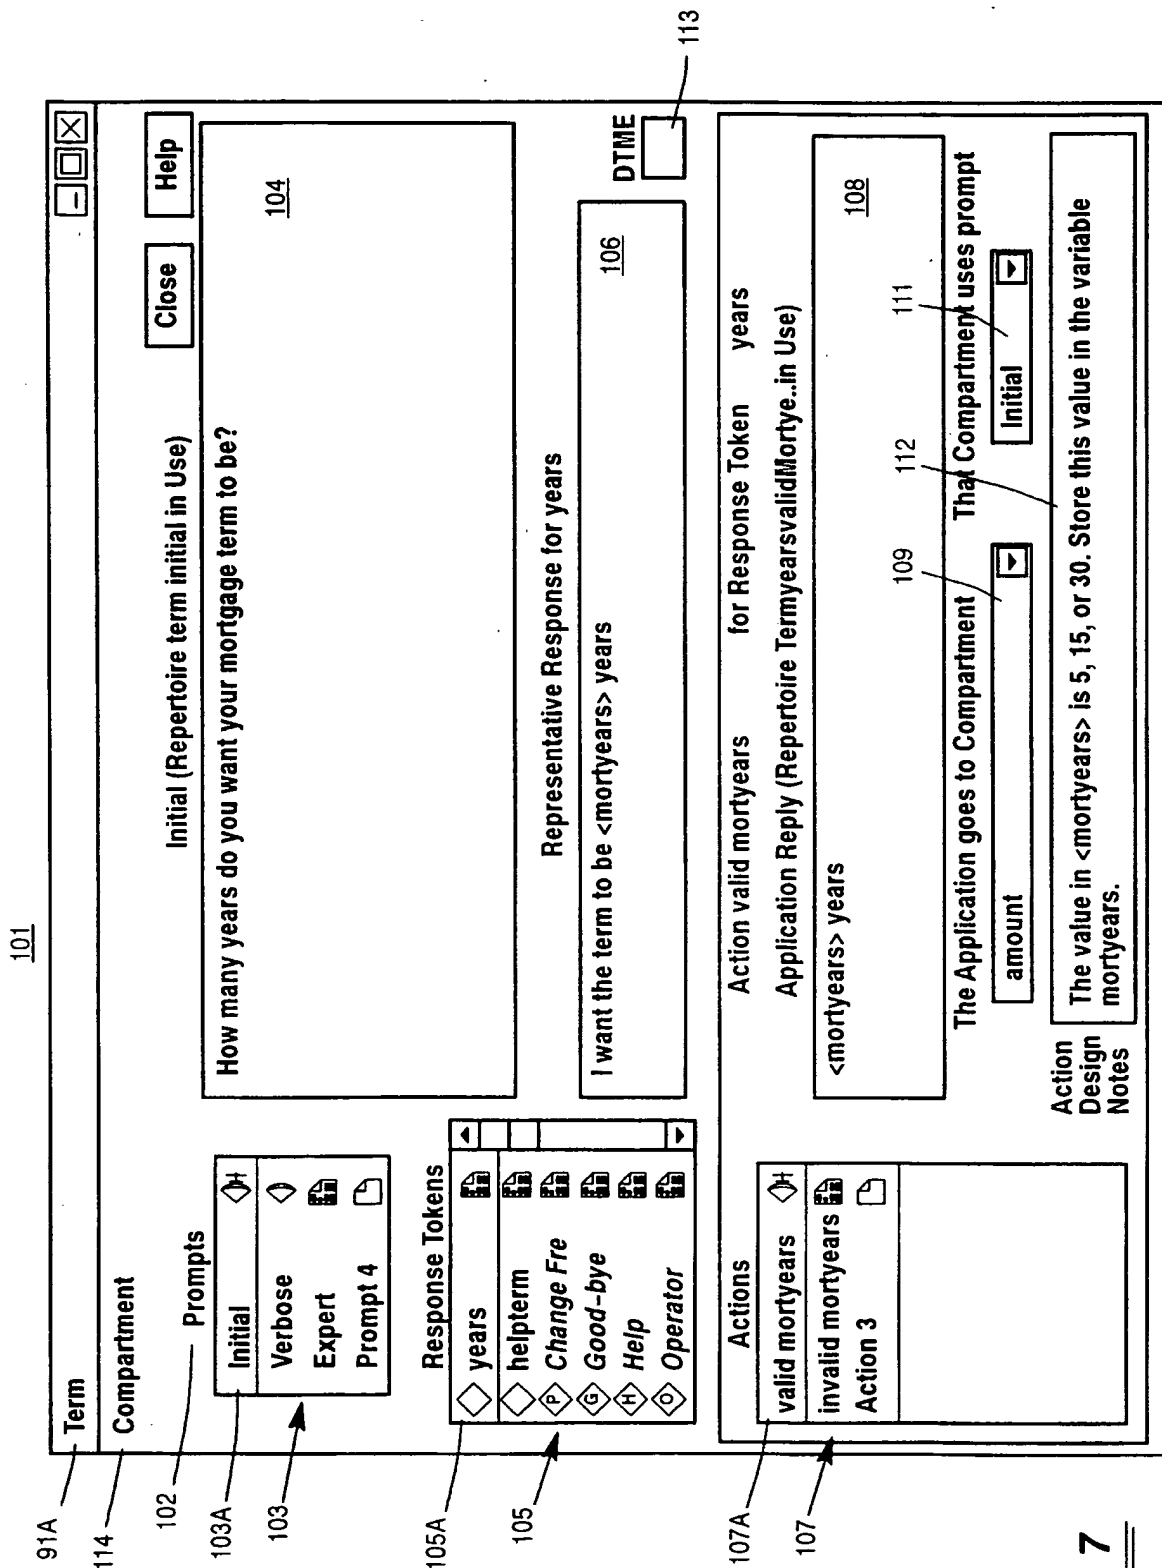 101
91A
Term
114
Compartment
Close
Help
102
Prompts
Initial (Repertoire term initial in Use)
103A
Initial
Verbose
Expert
Prompt 4
103
How many years do you want your mortgage term to be?
104
Response Tokens
Representative Response for years
DTME
113
105A
years
helpterm
P Change Fre
G Good-bye
H Help
O Operator
105
I want the term to be <mortyears> years
106
Actions
Action valid mortyears for Response Token years
Application Reply (Repertoire TermyearsvalidMortye..in Use)
107A
valid mortyears
invalid mortyears
Action 3
107
<mortyears> years
108
The Application goes to Compartment
That Compartment uses prompt
109
112
111
amount
Initial
Action
Design
Notes
The value in <mortyears> is 5, 15, or 30. Store this value in the variable
mortyears.
7